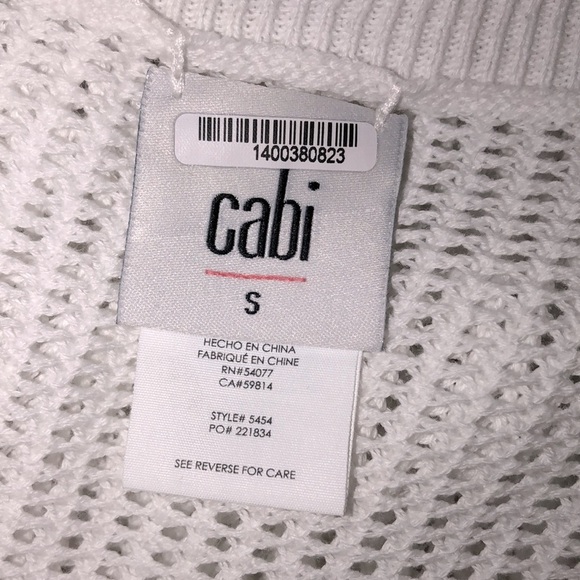 1400380823
cabi
S
HECHO EN CHINA
FABRIQUÉ EN CHINE
RN#54077
CA#59814
STYLE# 5454
PO# 221834
SEE REVERSE FOR CARE